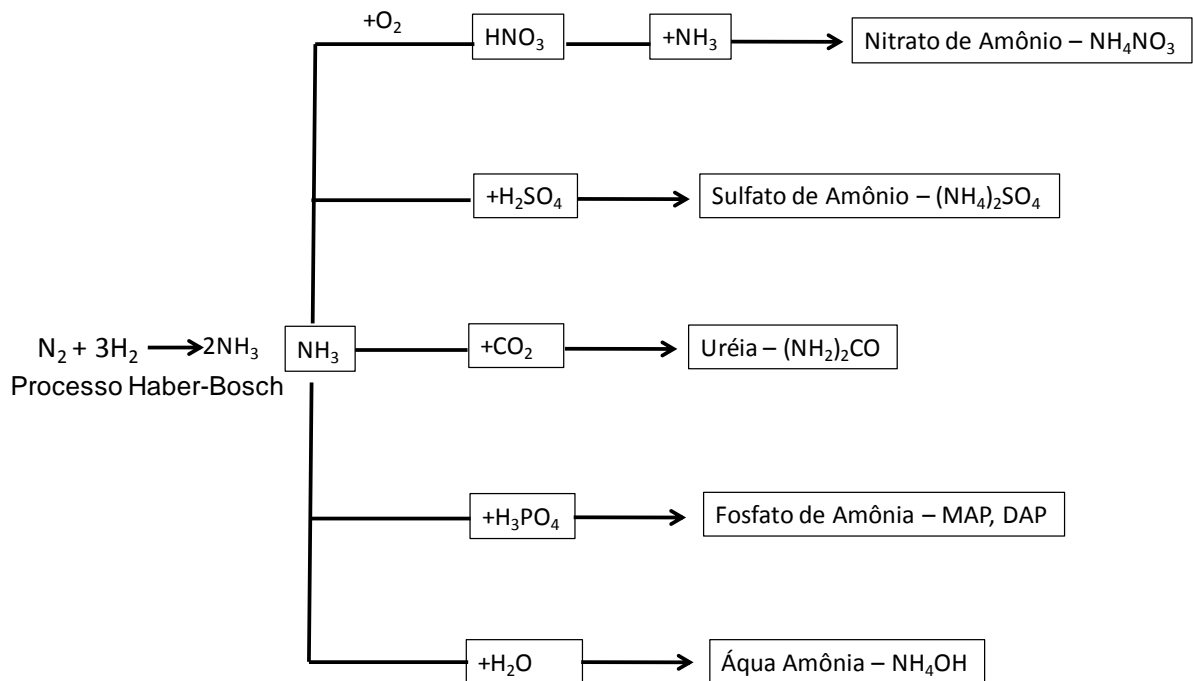 +O₂
HNO₃
+NH₃
Nitrato de Amônio – NH₄NO₃
+H₂SO₄
Sulfato de Amônio – (NH₄)₂SO₄
N₂ + 3H₂
2NH₃
Processo Haber-Bosch
NH₃
+CO₂
Uréia – (NH₂)₂CO
+H₃PO₄
Fosfato de Amônia – MAP, DAP
+H₂O
Áqua Amônia – NH₄OH